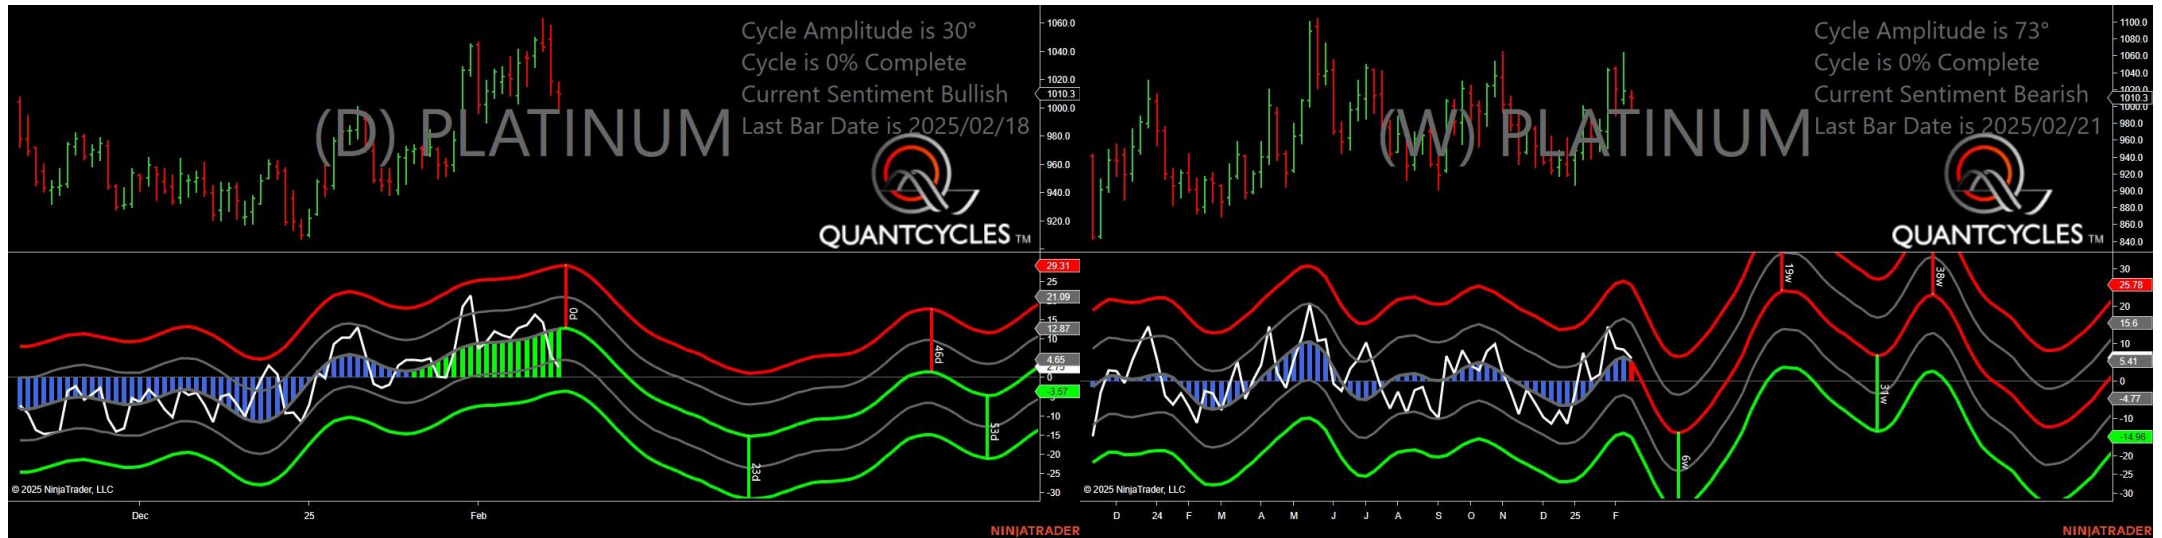 Cycle Amplitude is 30°
Cycle is 0% Complete
Current Sentiment Bullish
Last Bar Date is 2025/02/18
(D) PLATINUM
QUANTCYCLES TM
1060.0
1040.0
1020.0
1010.3
1000.0
980.0
960.0
940.0
920.0
29.31
25
21.09
15
12.87
10
4.65
2.75
0
-3.57
-10
-15
-20
-25
-30
0d
23d
46d
53d
© 2025 NinjaTrader, LLC
Dec
25
Feb
NINJATRADER
Cycle Amplitude is 73°
Cycle is 0% Complete
Current Sentiment Bearish
Last Bar Date is 2025/02/21
(W) PLATINUM
QUANTCYCLES TM
1100.0
1080.0
1060.0
1040.0
1020.0
1010.3
1000.0
980.0
960.0
940.0
920.0
900.0
880.0
860.0
840.0
30
25.78
20
15.6
10
5.41
0
-4.77
-10
-14.96
-20
-25
-30
6w
19w
31w
38w
© 2025 NinjaTrader, LLC
D 24 F M A M J J A S O N D 25 F
NINJATRADER